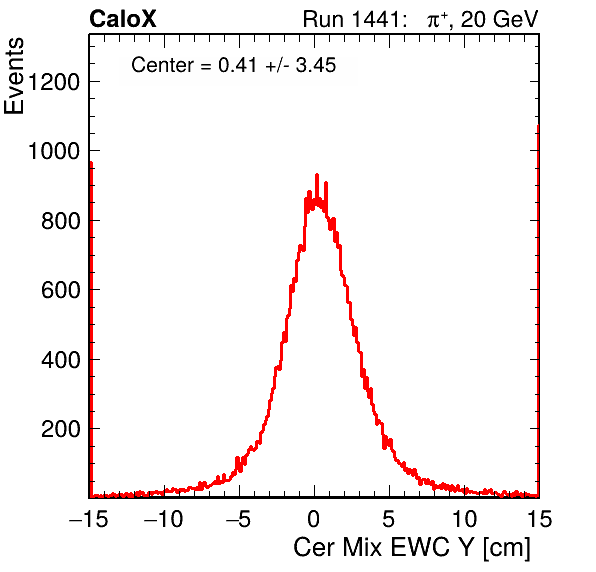 CaloX Run 1441: π⁺, 20 GeV
Events
Center = 0.41 +/- 3.45
1200
1000
800
600
400
200
−15 −10 −5 0 5 10 15
Cer Mix EWC Y [cm]